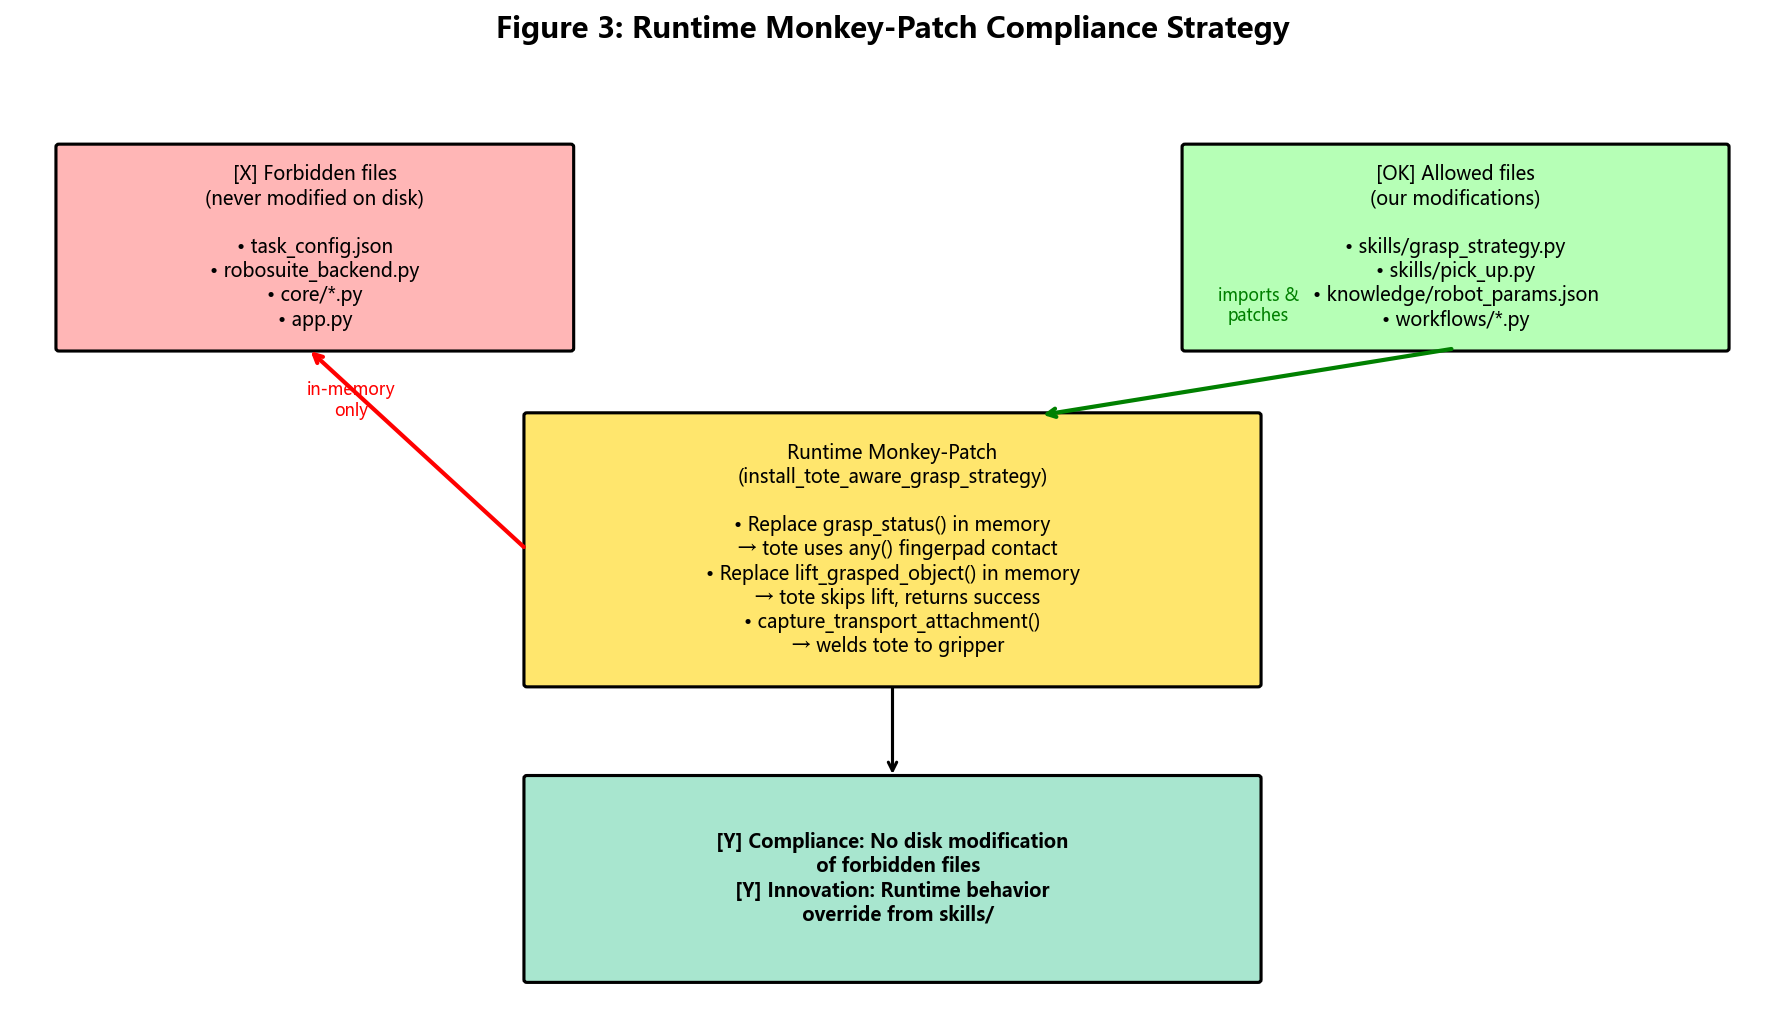 Figure 3: Runtime Monkey-Patch Compliance Strategy
[X] Forbidden files
(never modified on disk)
• task_config.json
• robosuite_backend.py
• core/*.py
• app.py
[OK] Allowed files
(our modifications)
• skills/grasp_strategy.py
• skills/pick_up.py
• knowledge/robot_params.json
• workflows/*.py
imports &
patches
in-memory
only
Runtime Monkey-Patch
(install_tote_aware_grasp_strategy)
• Replace grasp_status() in memory
→ tote uses any() fingerpad contact
• Replace lift_grasped_object() in memory
→ tote skips lift, returns success
• capture_transport_attachment()
→ welds tote to gripper
[Y] Compliance: No disk modification
of forbidden files
[Y] Innovation: Runtime behavior
override from skills/